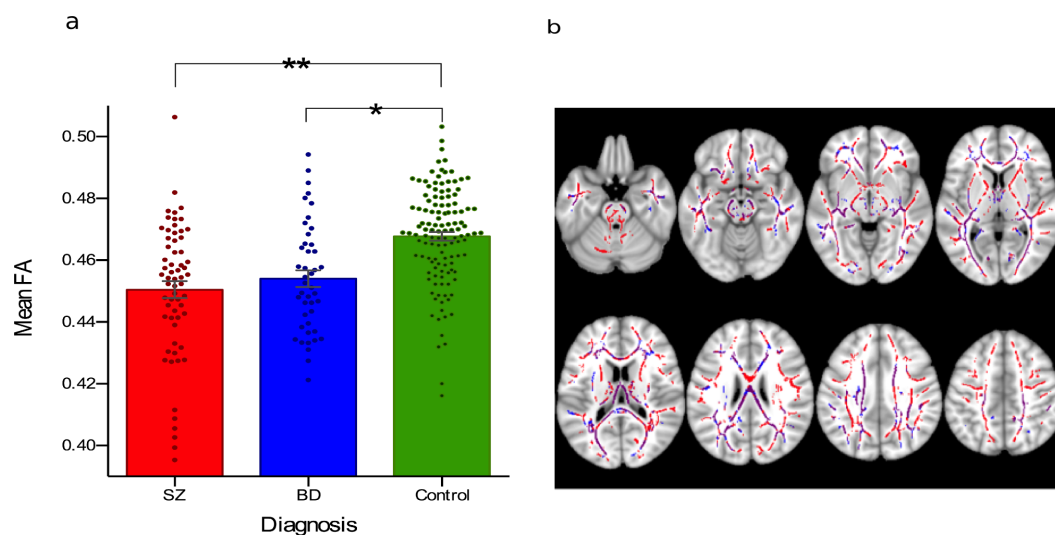 a
b
**
*
0.50
0.48
0.46
0.44
0.42
0.40
Mean FA
SZ
BD
Control
Diagnosis